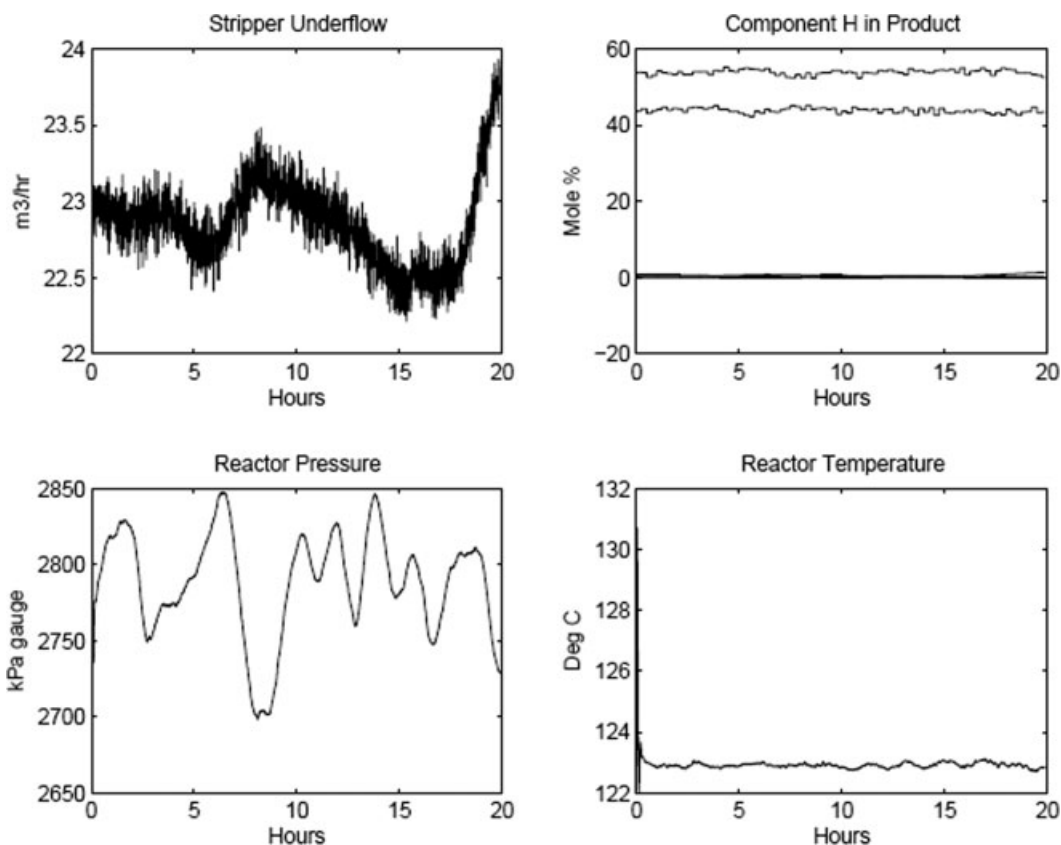 Stripper Underflow
24
23.5
23
22.5
22
m3/hr
0 5 10 15 20
Hours
Component H in Product
60
40
20
0
−20
Mole %
0 5 10 15 20
Hours
Reactor Pressure
2850
2800
2750
2700
2650
kPa gauge
0 5 10 15 20
Hours
Reactor Temperature
132
130
128
126
124
122
Deg C
0 5 10 15 20
Hours